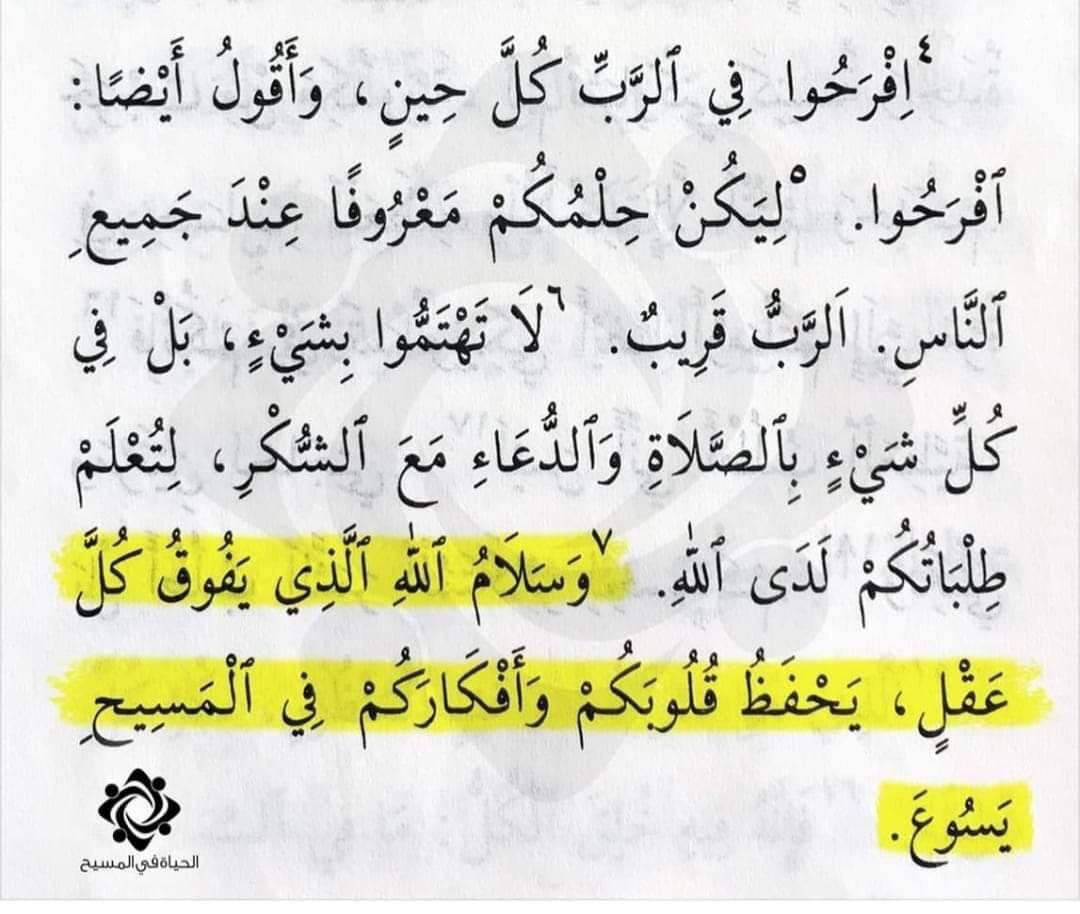 ٤ اِفْرَحُوا فِي ٱلرَّبِّ كُلَّ حِينٍ، وَأَقُولُ أَيْضًا:
ٱفْرَحُوا. ٥ لِيَكُنْ حِلْمُكُمْ مَعْرُوفًا عِنْدَ جَمِيعِ
ٱلنَّاسِ. اَلرَّبُّ قَرِيبٌ. ٦ لَا تَهْتَمُّوا بِشَيْءٍ، بَلْ فِي
كُلِّ شَيْءٍ بِٱلصَّلَاةِ وَٱلدُّعَاءِ مَعَ ٱلشُّكْرِ، لِتُعْلَمْ
طِلْبَاتُكُمْ لَدَى ٱللهِ. ٧ وَسَلَامُ ٱللهِ ٱلَّذِي يَفُوقُ كُلَّ
عَقْلٍ، يَحْفَظُ قُلُوبَكُمْ وَأَفْكَارَكُمْ فِي ٱلْمَسِيحِ
يَسُوعَ.
الحياة في المسيح